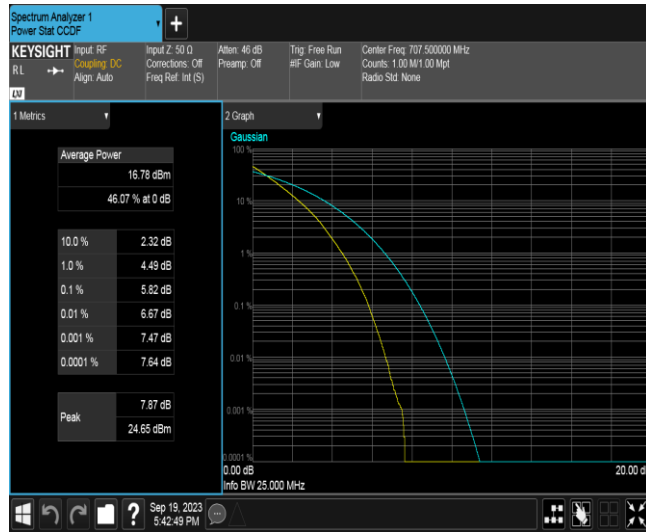 Spectrum Analyzer 1
Power Stat CCDF
KEYSIGHT
RL
LXI
Input: RF
Coupling: DC
Align: Auto
Input Z: 50 Ω
Corrections: Off
Freq Ref: Int (S)
Atten: 46 dB
Preamp: Off
Trig: Free Run
#IF Gain: Low
Center Freq: 707.500000 MHz
Counts: 1.00 M/1.00 Mpt
Radio Std: None
1 Metrics
Average Power
16.78 dBm
46.07 % at 0 dB
10.0 % 2.32 dB
1.0 % 4.49 dB
0.1 % 5.82 dB
0.01 % 6.67 dB
0.001 % 7.47 dB
0.0001 % 7.64 dB
Peak 7.87 dB
24.65 dBm
2 Graph
Gaussian
100 %
10 %
1 %
0.1 %
0.01 %
0.001 %
0.0001 %
0.00 dB
Info BW 25.000 MHz
20.00 d
?
Sep 19, 2023
5:42:49 PM